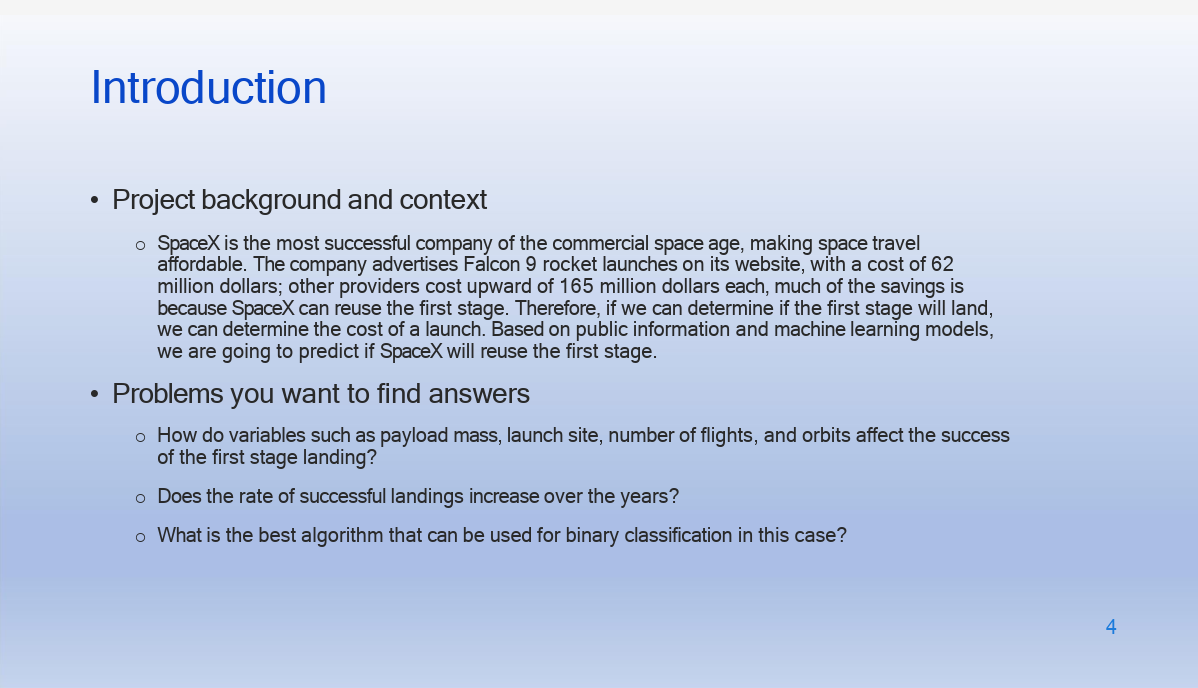 Introduction
• Project background and context
o SpaceX is the most successful company of the commercial space age, making space travel
affordable. The company advertises Falcon 9 rocket launches on its website, with a cost of 62
million dollars; other providers cost upward of 165 million dollars each, much of the savings is
because SpaceX can reuse the first stage. Therefore, if we can determine if the first stage will land,
we can determine the cost of a launch. Based on public information and machine learning models,
we are going to predict if SpaceX will reuse the first stage.
• Problems you want to find answers
o How do variables such as payload mass, launch site, number of flights, and orbits affect the success
of the first stage landing?
o Does the rate of successful landings increase over the years?
o What is the best algorithm that can be used for binary classification in this case?
4